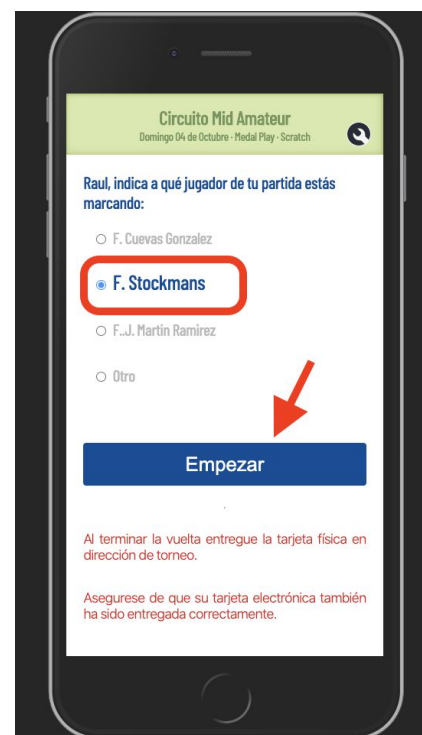 Circuito Mid Amateur
Domingo 04 de Octubre · Medal Play · Scratch
Raul, indica a qué jugador de tu partida estás
marcando:
F. Cuevas Gonzalez
F. Stockmans
F..J. Martin Ramirez
Otro
Empezar
.
Al terminar la vuelta entregue la tarjeta física en
dirección de torneo.
Asegurese de que su tarjeta electrónica también
ha sido entregada correctamente.